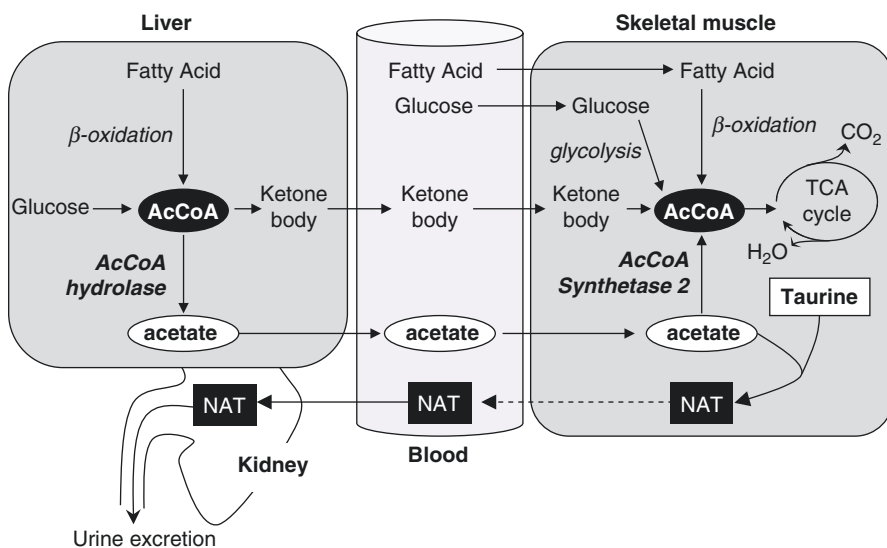 Liver
Fatty Acid
β-oxidation
Glucose
AcCoA
Ketone
body
AcCoA
hydrolase
acetate
NAT
Kidney
Urine excretion
Fatty Acid
Glucose
Ketone
body
acetate
NAT
Blood
Skeletal muscle
Fatty Acid
Glucose
glycolysis
β-oxidation
CO2
Ketone
body
AcCoA
TCA
cycle
H2O
AcCoA
Synthetase 2
Taurine
acetate
NAT